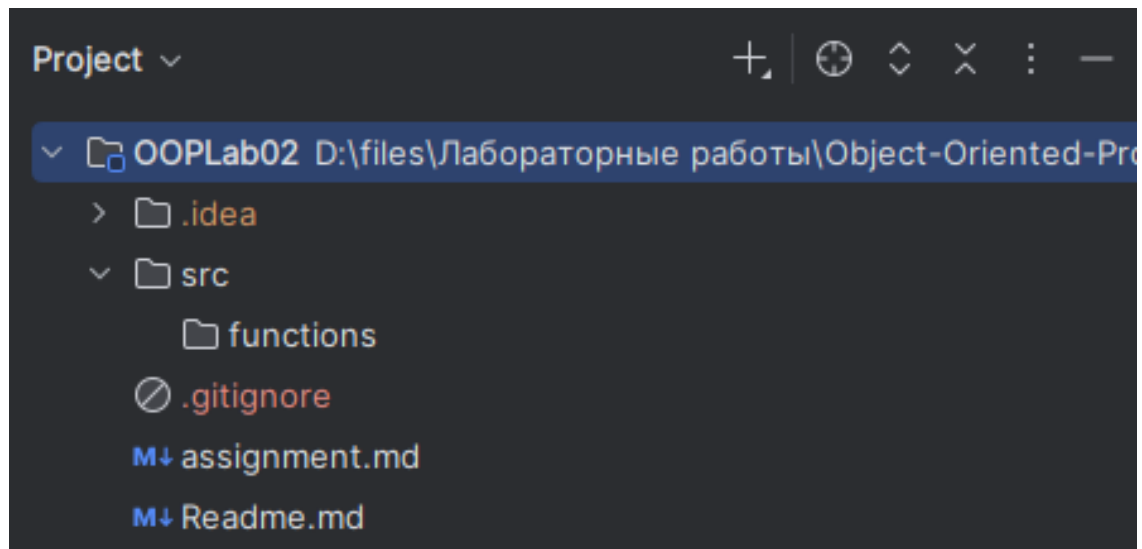 Project
OOPLab02 D:\files\Лабораторные работы\Object-Oriented-Pro
.idea
src
functions
.gitignore
M↓ assignment.md
M↓ Readme.md